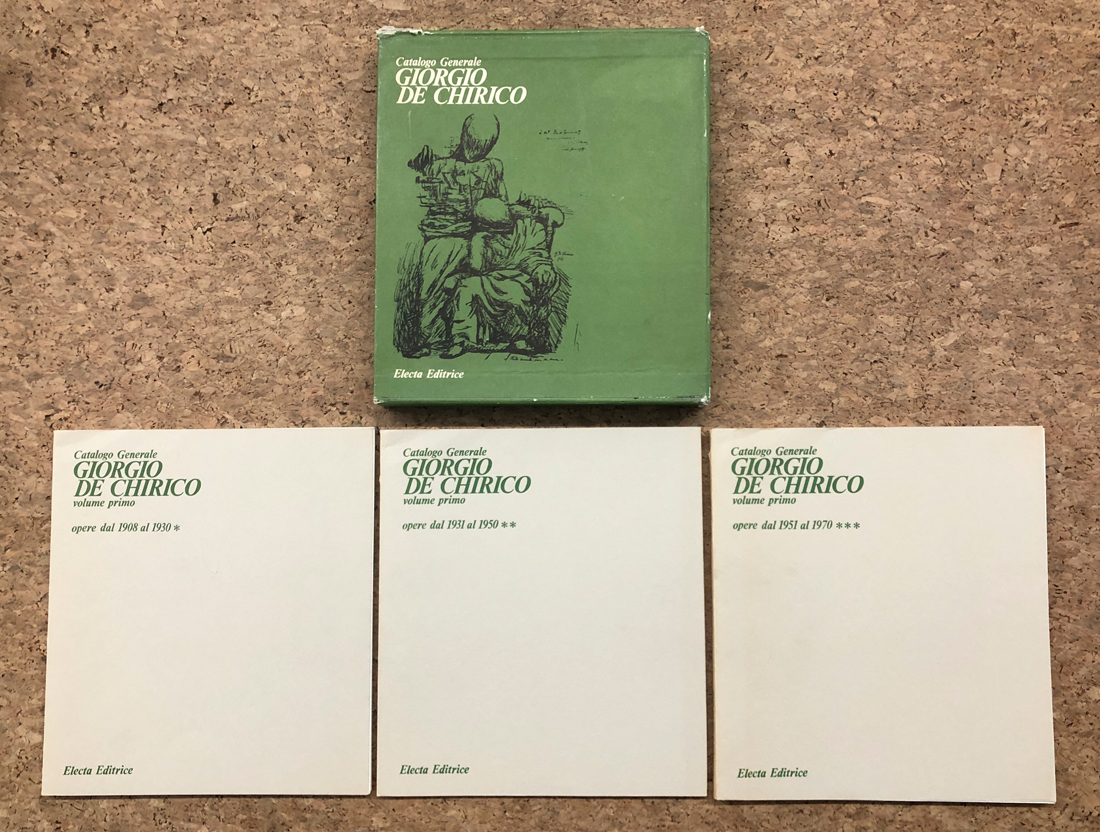 Catalogo Generale
GIORGIO
DE CHIRICO
Electa Editrice
Catalogo Generale
GIORGIO
DE CHIRICO
volume primo
opere dal 1908 al 1930 *
Electa Editrice
Catalogo Generale
GIORGIO
DE CHIRICO
volume primo
opere dal 1931 al 1950 **
Electa Editrice
Catalogo Generale
GIORGIO
DE CHIRICO
volume primo
opere dal 1951 al 1970 ***
Electa Editrice